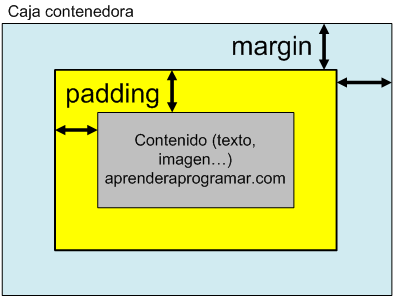 Caja contenedora
margin
padding
Contenido (texto,
imagen…)
aprenderaprogramar.com